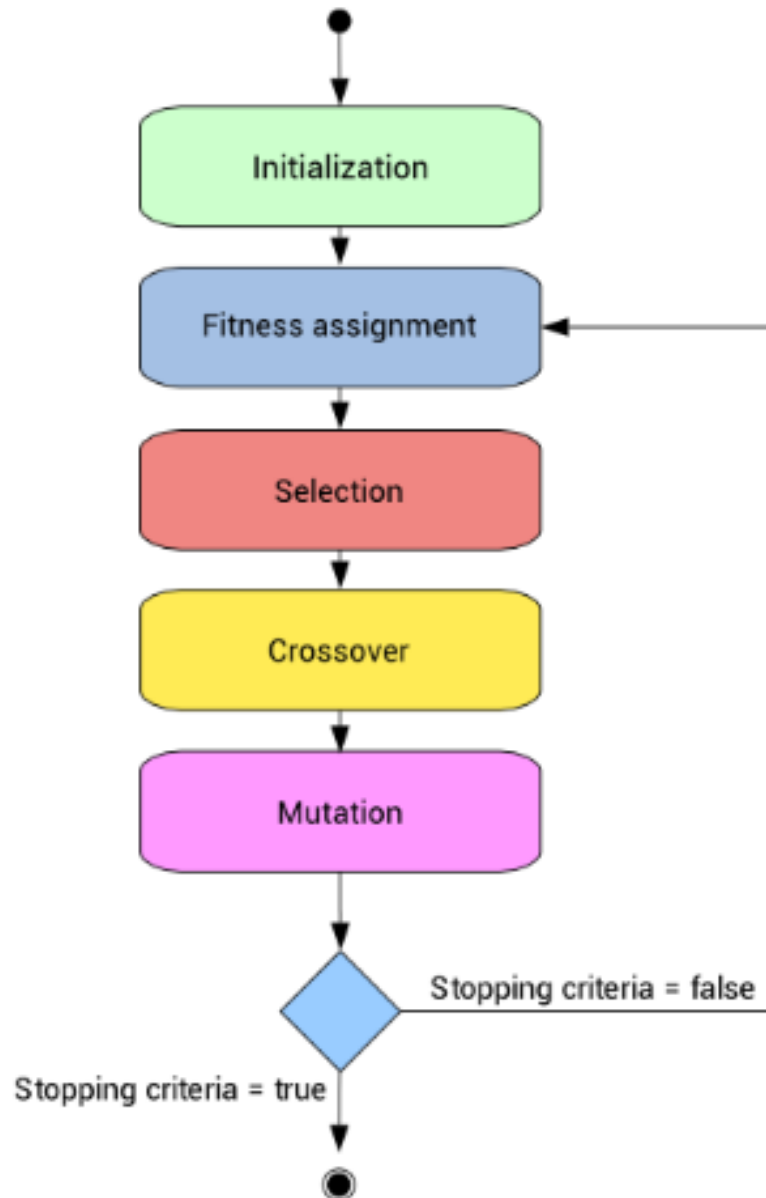 Initialization
Fitness assignment
Selection
Crossover
Mutation
Stopping criteria = false
Stopping criteria = true